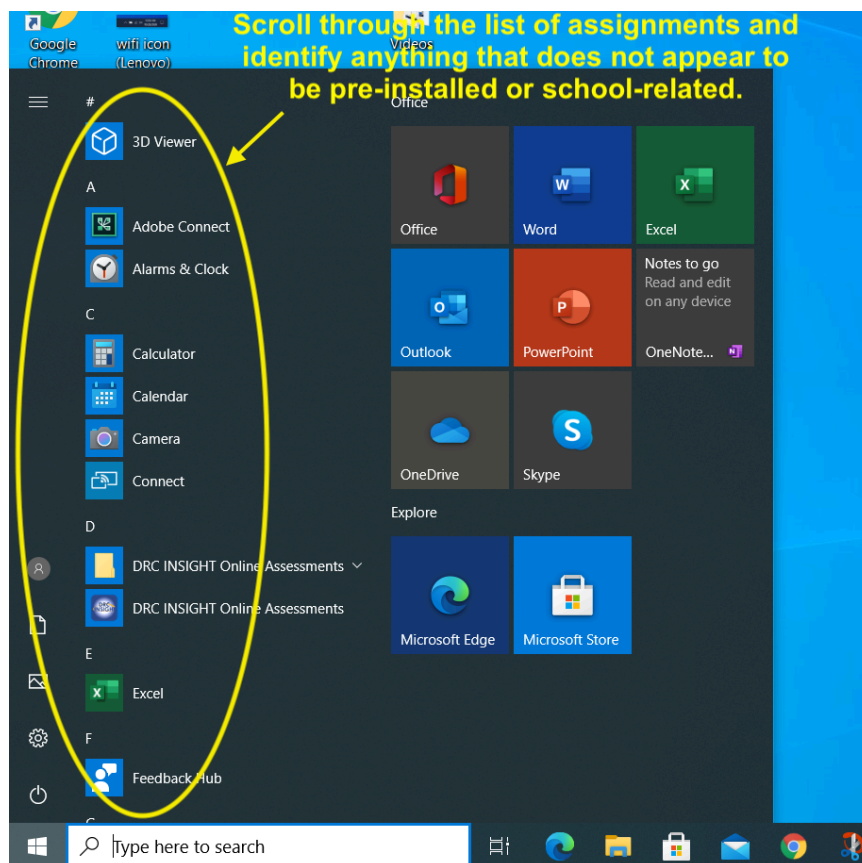 Scroll through the list of assignments and
identify anything that does not appear to
be pre-installed or school-related.
Google
Chrome
wifi icon
(Lenovo)
Videos
#
3D Viewer
A
Adobe Connect
Alarms & Clock
C
Calculator
Calendar
Camera
Connect
D
DRC INSIGHT Online Assessments
DRC INSIGHT Online Assessments
E
Excel
F
Feedback Hub
Office
Office
Word
Excel
Outlook
PowerPoint
Notes to go
Read and edit
on any device
OneNote...
OneDrive
Skype
Explore
Microsoft Edge
Microsoft Store
Type here to search